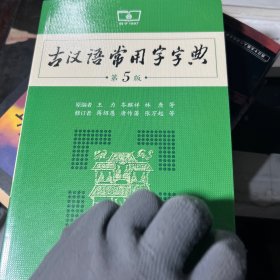 古汉语常用字字典
第5版
原编者 王力 岑麒祥 林焘 等
修订者 蒋绍愚 唐作藩 张万起 等